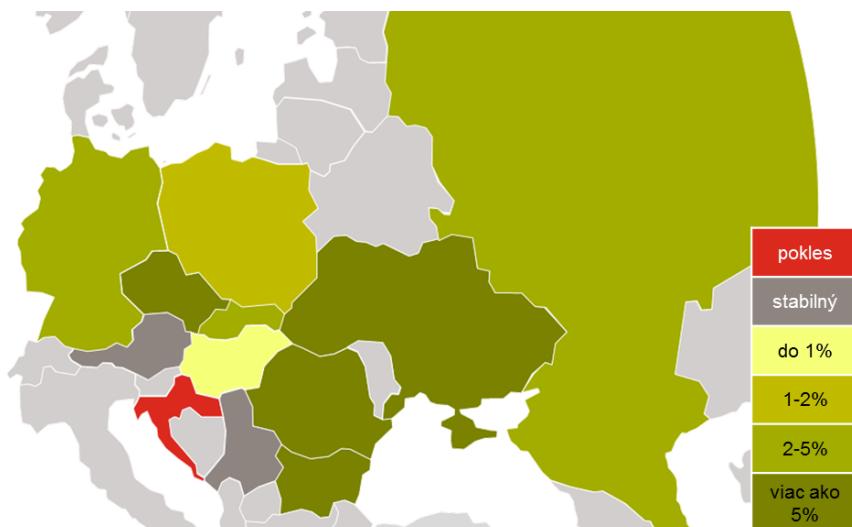 pokles
stabilný
do 1%
1-2%
2-5%
viac ako
5%